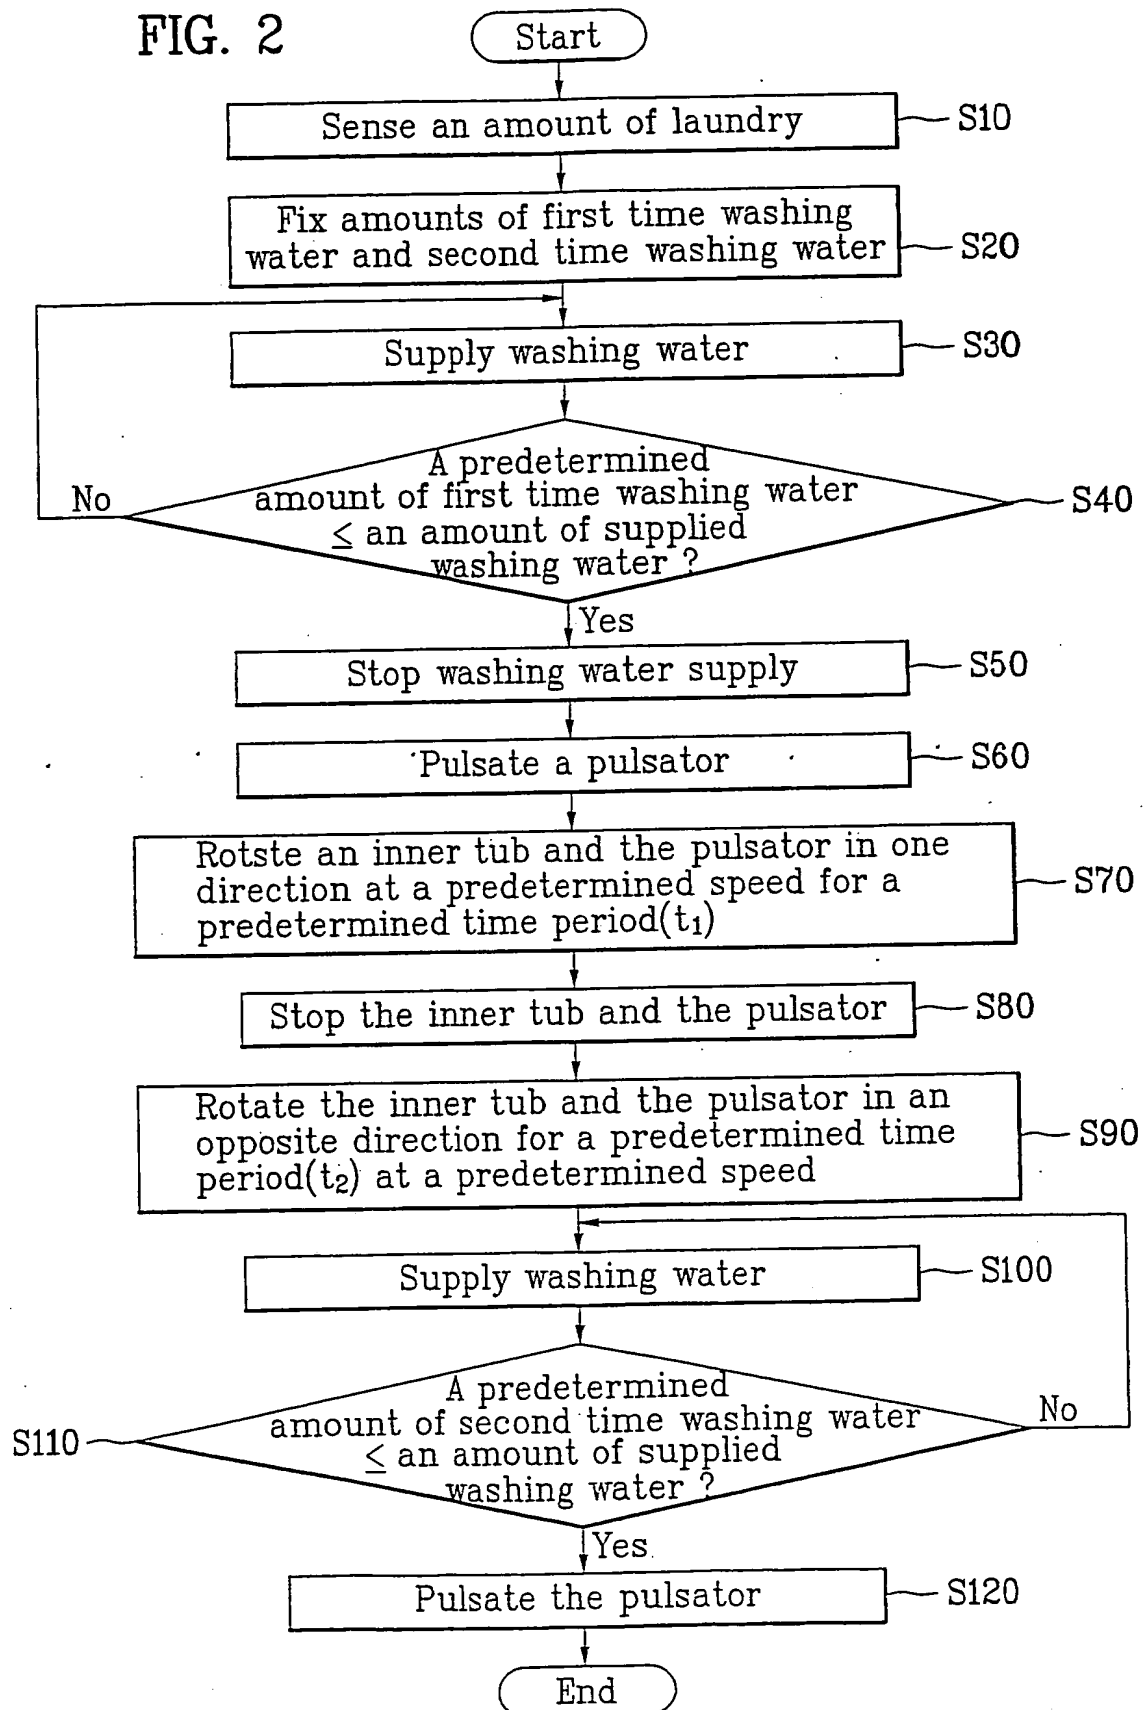 FIG. 2
Start
Sense an amount of laundry
S10
Fix amounts of first time washing
water and second time washing water
S20
Supply washing water
S30
A predetermined
amount of first time washing water
≤ an amount of supplied
washing water ?
No
S40
Yes
Stop washing water supply
S50
Pulsate a pulsator
S60
Rotste an inner tub and the pulsator in one
direction at a predetermined speed for a
predetermined time period(t₁)
S70
Stop the inner tub and the pulsator
S80
Rotate the inner tub and the pulsator in an
opposite direction for a predetermined time
period(t₂) at a predetermined speed
S90
Supply washing water
S100
A predetermined
amount of second time washing water
≤ an amount of supplied
washing water ?
No
S110
Yes
Pulsate the pulsator
S120
End